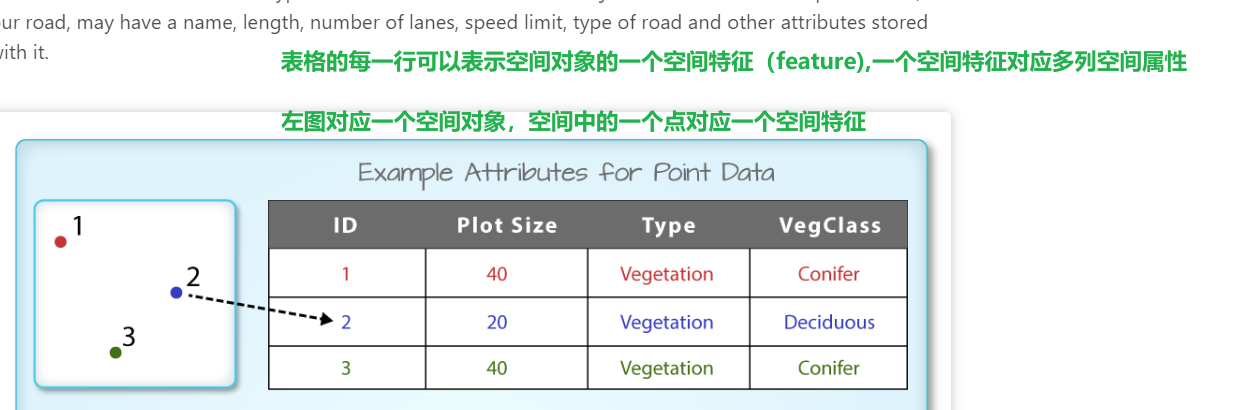 ur road, may have a name, length, number of lanes, speed limit, type of road and other attributes stored
with it.
表格的每一行可以表示空间对象的一个空间特征（feature),一个空间特征对应多列空间属性
左图对应一个空间对象，空间中的一个点对应一个空间特征
Example Attributes for Point Data
1
2
3
ID Plot Size Type VegClass
1 40 Vegetation Conifer
2 20 Vegetation Deciduous
3 40 Vegetation Conifer